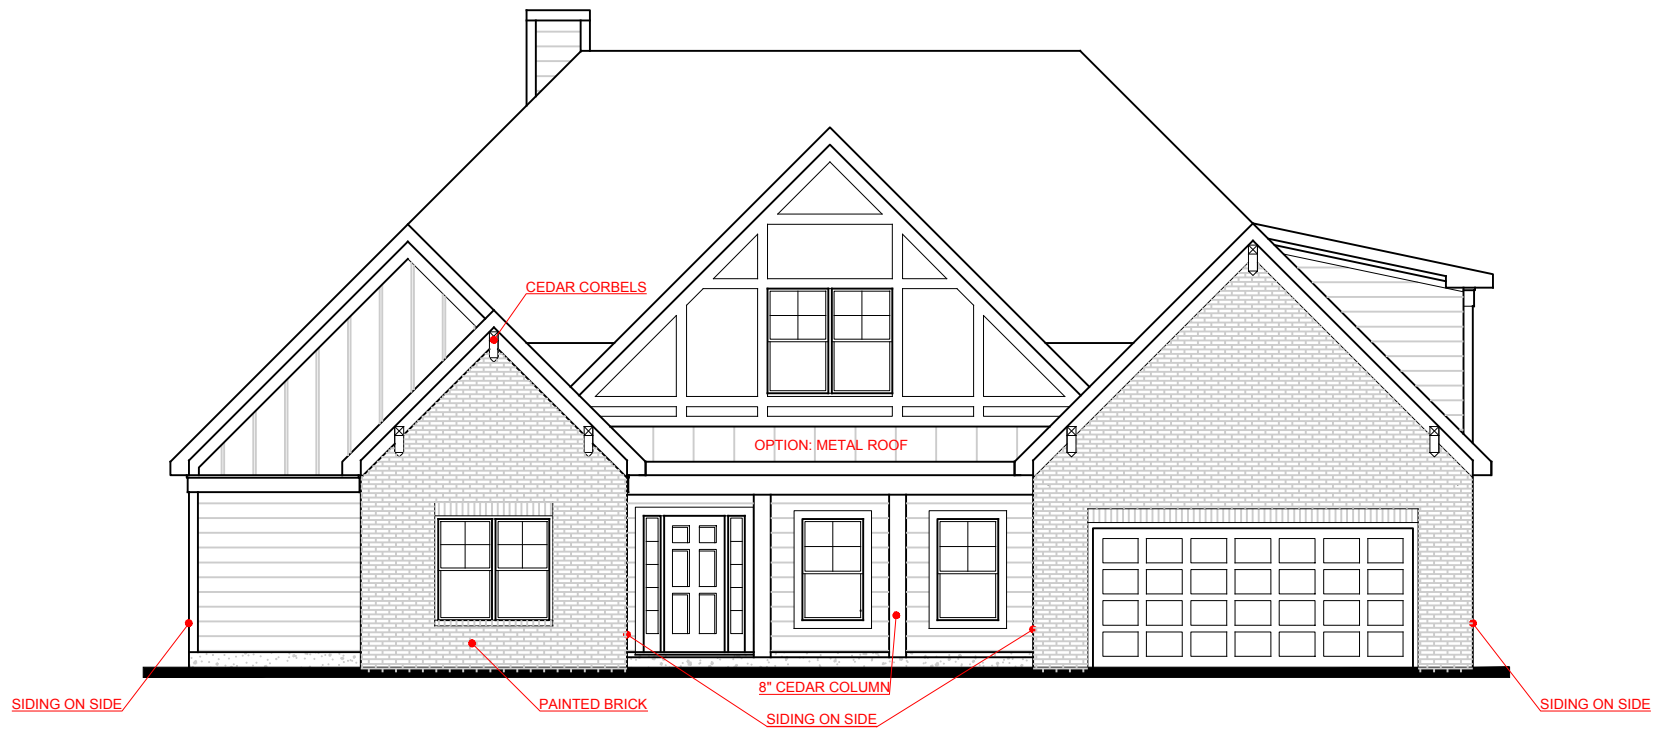 CEDAR CORBELS
OPTION: METAL ROOF
8" CEDAR COLUMN
SIDING ON SIDE
PAINTED BRICK
SIDING ON SIDE
SIDING ON SIDE